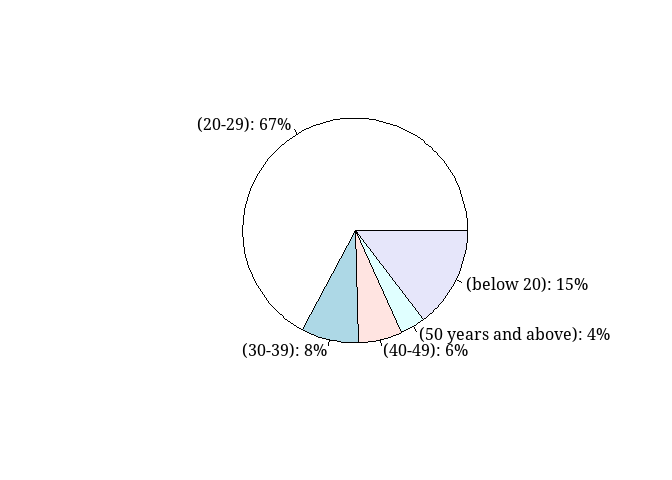 (20-29): 67%
(below 20): 15%
(50 years and above): 4%
(30-39): 8%
(40-49): 6%